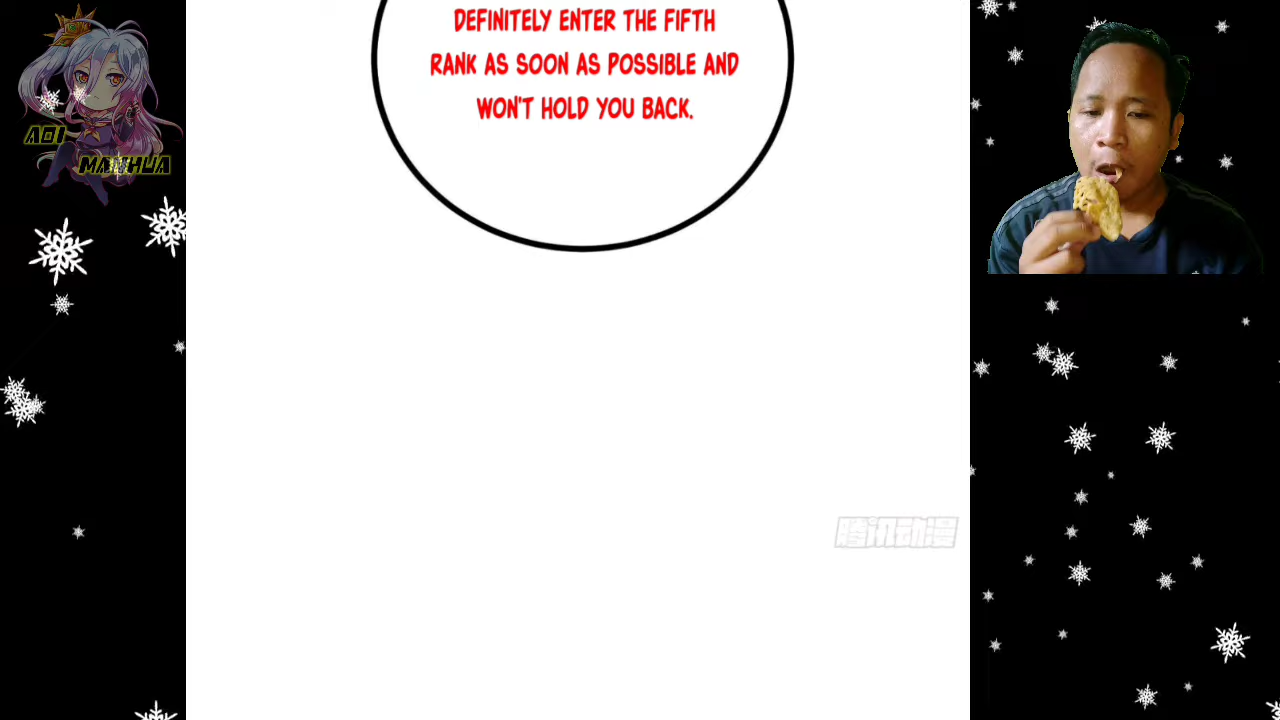 DEFINITELY ENTER THE FIFTH
RANK AS SOON AS POSSIBLE AND
WON'T HOLD YOU BACK.
AOI
MANHUA
腾讯动漫